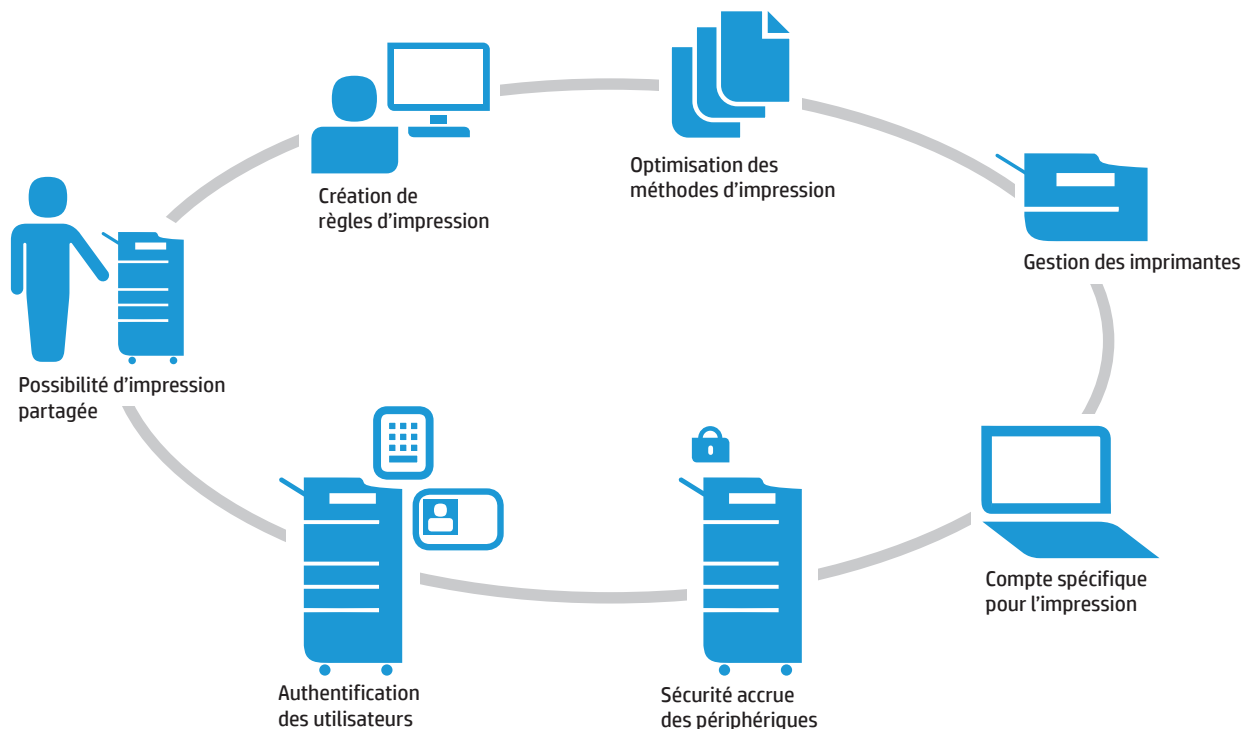 Optimisation des
méthodes d'impression
Création de
règles d'impression
Gestion des imprimantes
Possibilité d'impression
partagée
Compte spécifique
pour l'impression
Authentification
des utilisateurs
Sécurité accrue
des périphériques